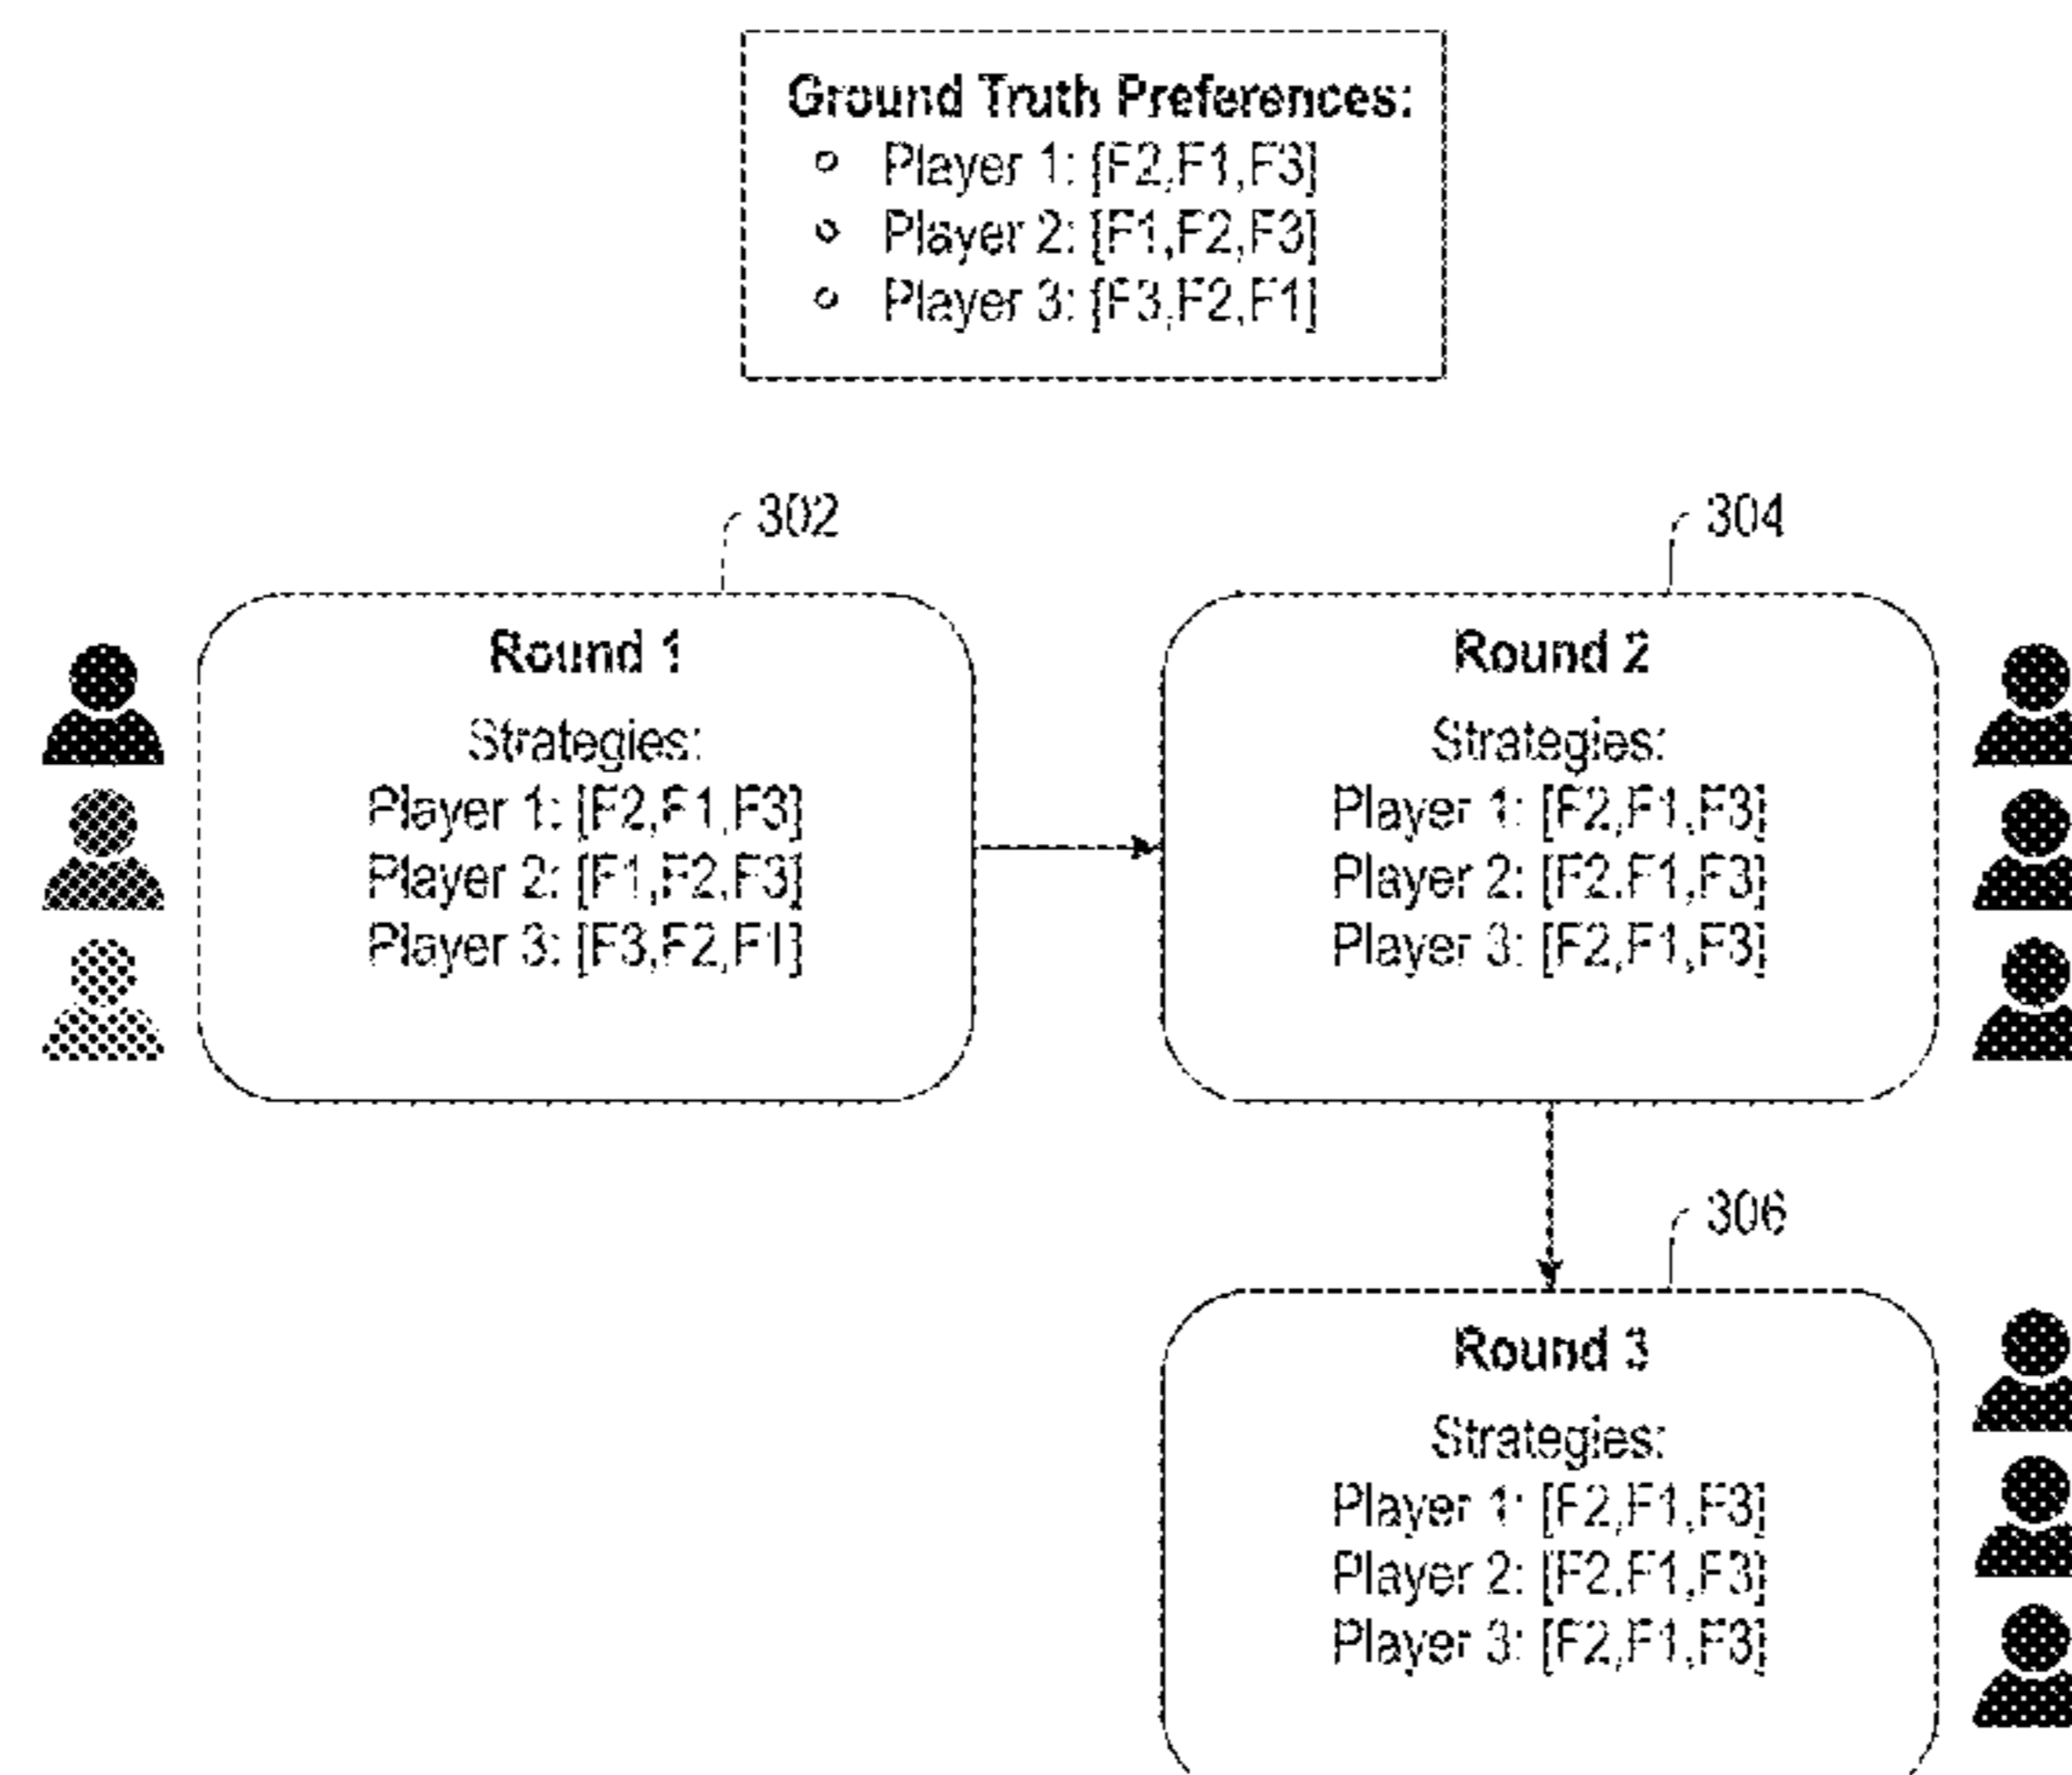 Ground Truth Preferences:
Player 1: [F2,F1,F3]
Player 2: [F1,F2,F3]
Player 3: [F3,F2,F1]
302
304
Round 1
Strategies:
Player 1: [F2,F1,F3]
Player 2: [F1,F2,F3]
Player 3: [F3,F2,F1]
Round 2
Strategies:
Player 1: [F2,F1,F3]
Player 2: [F2,F1,F3]
Player 3: [F2,F1,F3]
306
Round 3
Strategies:
Player 1: [F2,F1,F3]
Player 2: [F2,F1,F3]
Player 3: [F2,F1,F3]